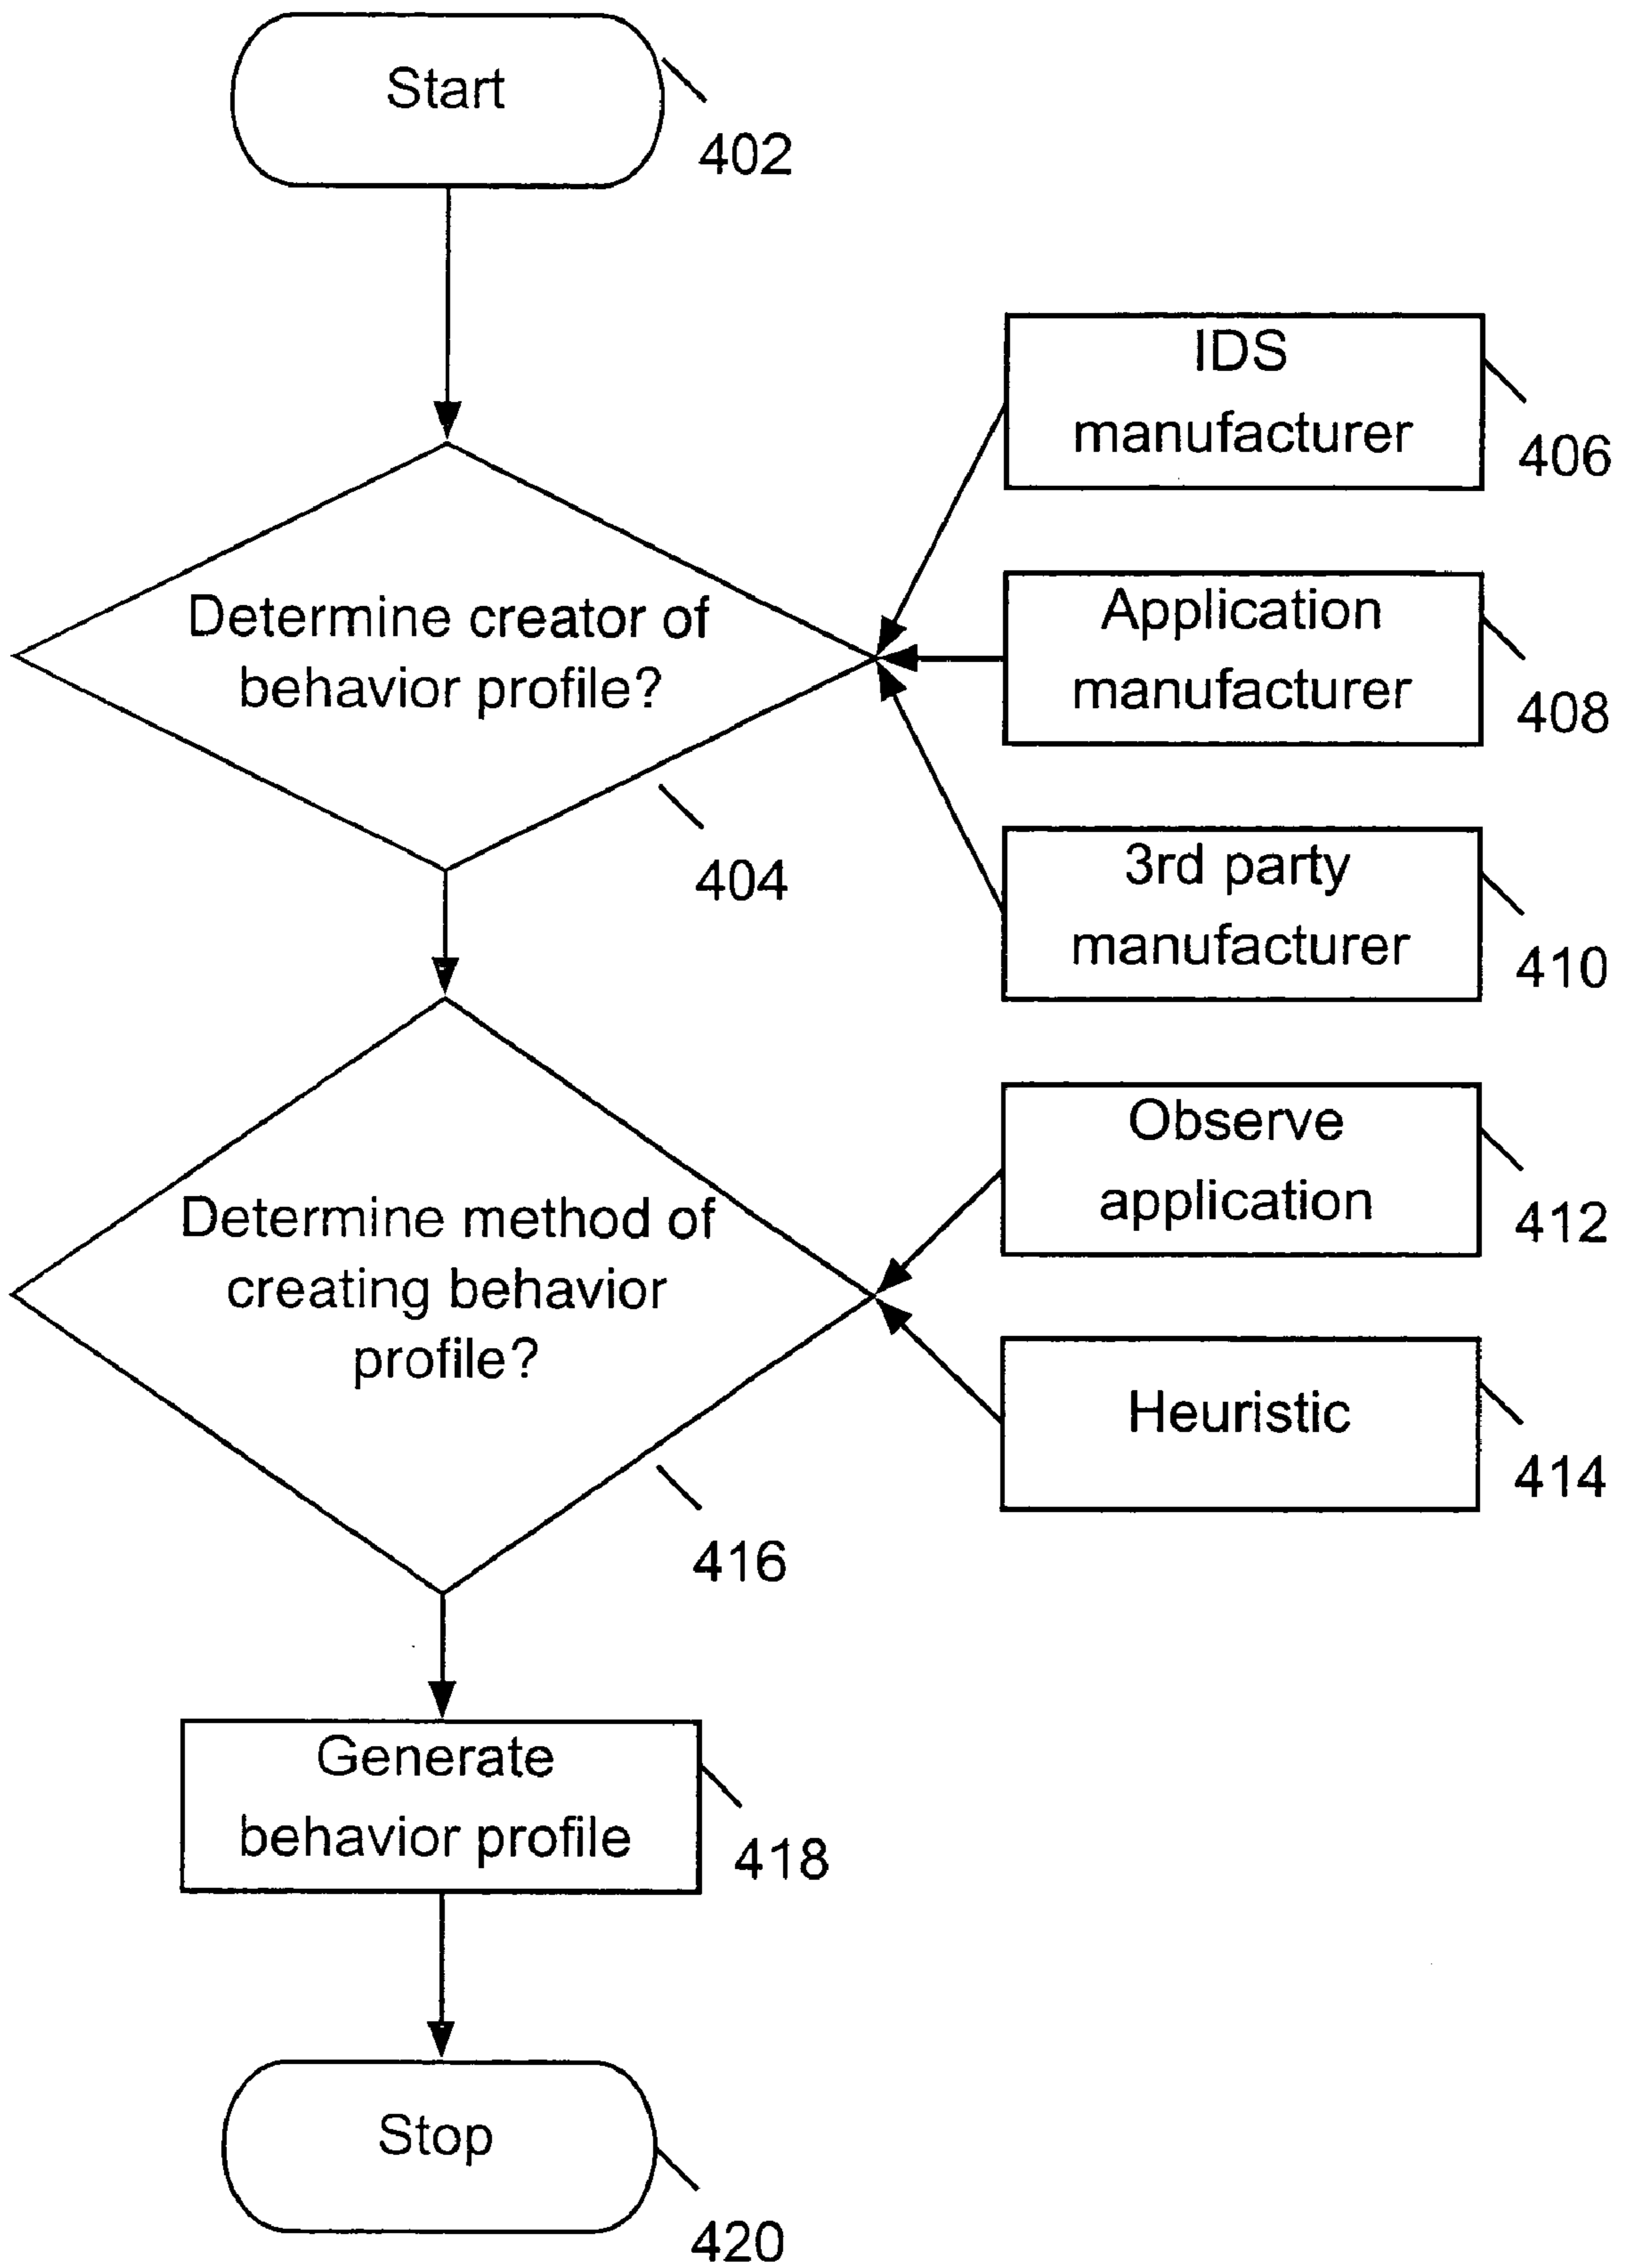 Start
402
IDS
manufacturer
406
Determine creator of
behavior profile?
404
Application
manufacturer
408
3rd party
manufacturer
410
Observe
application
412
Determine method of
creating behavior
profile?
416
Heuristic
414
Generate
behavior profile
418
Stop
420